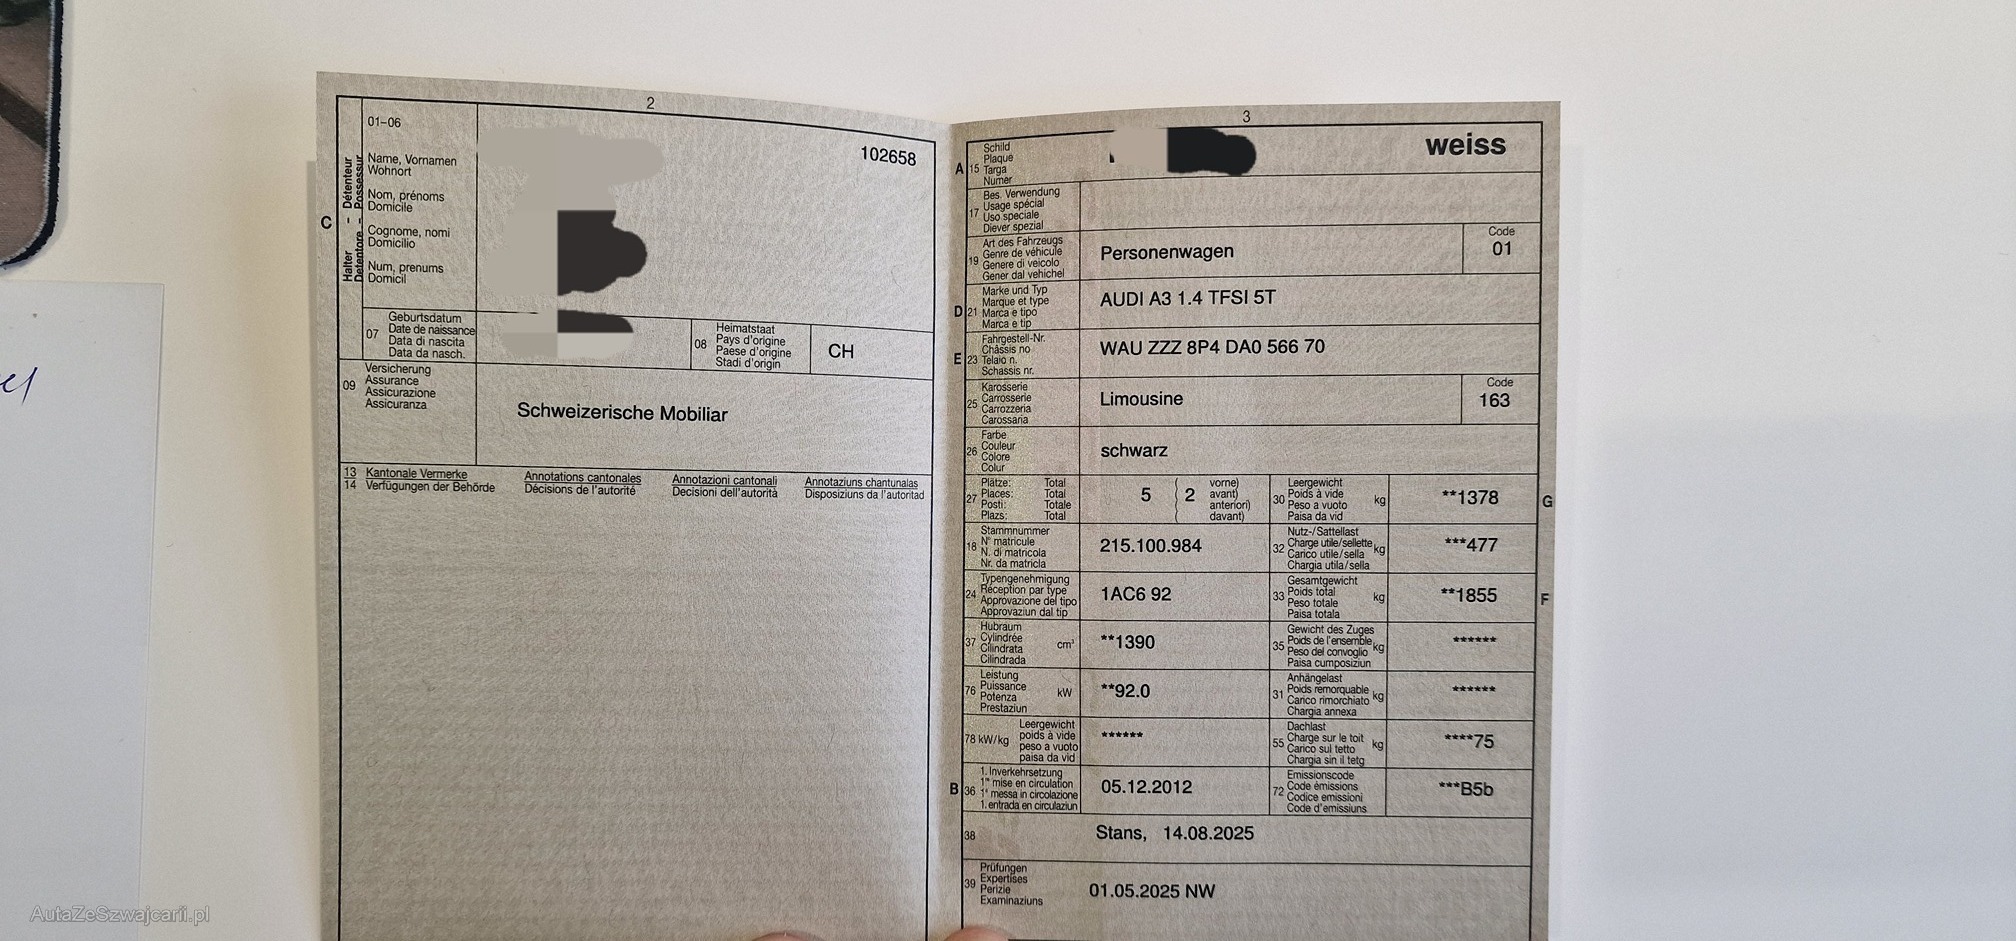 2
01–06
102658
C
Halter – Détenteur
Detentore – Possessur
Name, Vornamen
Wohnort
Nom, prénoms
Domicile
Cognome, nomi
Domicilio
Num, prenums
Domicil
07
Geburtsdatum
Date de naissance
Data di nascita
Data da nasch.
08
Heimatstaat
Pays d'origine
Paese d'origine
Stadi d'origin
CH
09
Versicherung
Assurance
Assicurazione
Assicuranza
Schweizerische Mobiliar
13 Kantonale Vermerke Annotations cantonales Annotazioni cantonali Annotaziuns chantunalas
14 Verfügungen der Behörde Décisions de l'autorité Decisioni dell'autorità Disposiziuns da l'autoritad
3
A 15
Schild
Plaque
Targa
Numer
weiss
17
Bes. Verwendung
Usage spécial
Uso speciale
Diever spezial
19
Art des Fahrzeugs
Genre de véhicule
Genere di veicolo
Gener dal vehichel
Personenwagen
Code
01
D 21
Marke und Typ
Marque et type
Marca e tipo
Marca e tip
AUDI A3 1.4 TFSI 5T
E 23
Fahrgestell-Nr.
Châssis no
Telaio n.
Schassis nr.
WAU ZZZ 8P4 DA0 566 70
25
Karosserie
Carrosserie
Carrozzeria
Carossaria
Limousine
Code
163
26
Farbe
Couleur
Colore
Colur
schwarz
27
Plätze: Total
Places: Total
Posti: Totale
Plazs: Total
5 ( 2
vorne)
avant)
anteriori)
davant)
30
Leergewicht
Poids à vide
Peso a vuoto
Paisa da vid
kg
**1378
G
18
Stammnummer
N° matricule
N. di matricola
Nr. da matricla
215.100.984
32
Nutz-/Sattellast
Charge utile/sellette
Carico utile/sella
Chargia utila/sella
kg
***477
24
Typengenehmigung
Réception par type
Approvazione del tipo
Approvaziun dal tip
1AC6 92
33
Gesamtgewicht
Poids total
Peso totale
Paisa totala
kg
**1855
F
37
Hubraum
Cylindrée
Cilindrata
Cilindrada
cm³
**1390
35
Gewicht des Zuges
Poids de l'ensemble
Peso del convoglio
Paisa cumposiziun
kg
******
76
Leistung
Puissance
Potenza
Prestaziun
kW
**92.0
31
Anhängelast
Poids remorquable
Carico rimorchiato
Chargia annexa
kg
******
78 kW/kg
Leergewicht
poids à vide
peso a vuoto
paisa da vid
******
55
Dachlast
Charge sur le toit
Carico sul tetto
Chargia sin il tetg
kg
****75
B 36
1. Inverkehrsetzung
1re mise en circulation
1a messa in circolazione
1. entrada en circulaziun
05.12.2012
72
Emissionscode
Code émissions
Codice emissioni
Code d'emissiuns
***B5b
38
Stans, 14.08.2025
39
Prüfungen
Expertises
Perizie
Examinaziuns
01.05.2025 NW
AutaZeSzwajcarii.pl